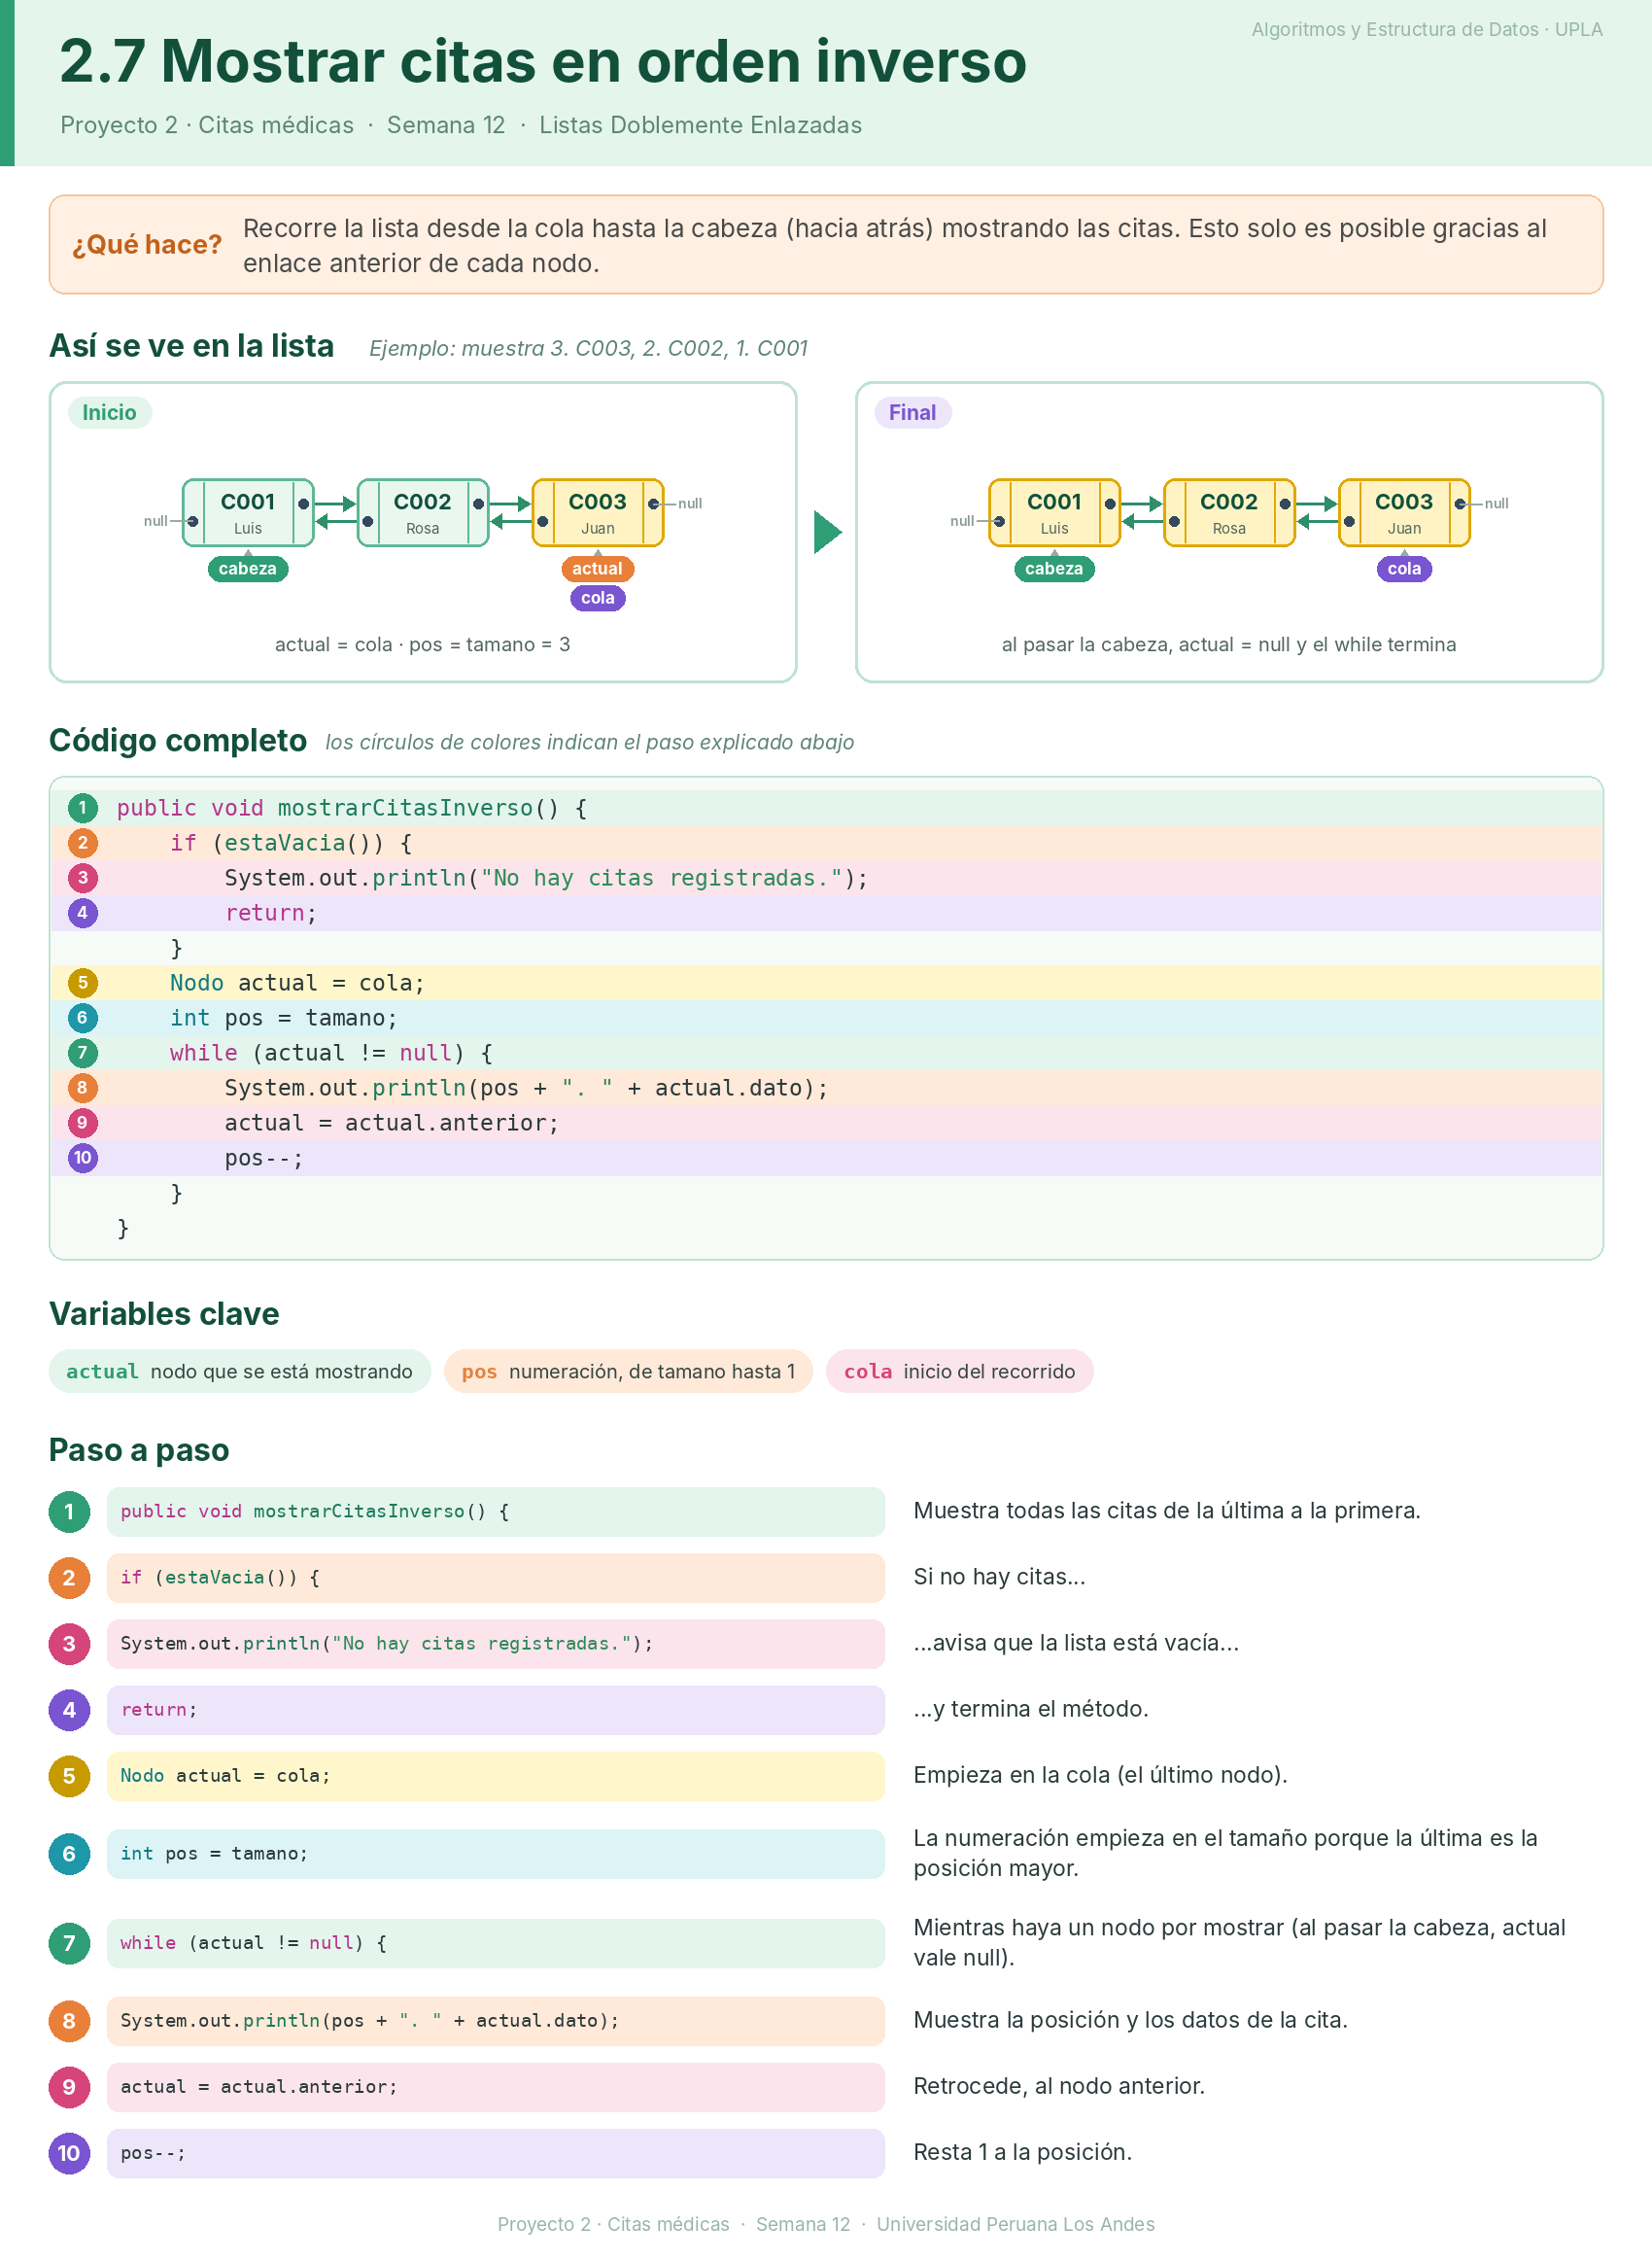 Algoritmos y Estructura de Datos · UPLA
2.7 Mostrar citas en orden inverso
Proyecto 2 · Citas médicas · Semana 12 · Listas Doblemente Enlazadas
¿Qué hace?
Recorre la lista desde la cola hasta la cabeza (hacia atrás) mostrando las citas. Esto solo es posible gracias al
enlace anterior de cada nodo.
Así se ve en la lista
Ejemplo: muestra 3. C003, 2. C002, 1. C001
Inicio
null
C001
Luis
C002
Rosa
C003
Juan
null
cabeza
actual
cola
actual = cola · pos = tamano = 3
Final
null
C001
Luis
C002
Rosa
C003
Juan
null
cabeza
cola
al pasar la cabeza, actual = null y el while termina
Código completo
los círculos de colores indican el paso explicado abajo
1 public void mostrarCitasInverso() {
2 if (estaVacia()) {
3 System.out.println("No hay citas registradas.");
4 return;
}
5 Nodo actual = cola;
6 int pos = tamano;
7 while (actual != null) {
8 System.out.println(pos + ". " + actual.dato);
9 actual = actual.anterior;
10 pos--;
}
}
Variables clave
actual nodo que se está mostrando
pos numeración, de tamano hasta 1
cola inicio del recorrido
Paso a paso
1 public void mostrarCitasInverso() {
Muestra todas las citas de la última a la primera.
2 if (estaVacia()) {
Si no hay citas...
3 System.out.println("No hay citas registradas.");
...avisa que la lista está vacía...
4 return;
...y termina el método.
5 Nodo actual = cola;
Empieza en la cola (el último nodo).
6 int pos = tamano;
La numeración empieza en el tamaño porque la última es la
posición mayor.
7 while (actual != null) {
Mientras haya un nodo por mostrar (al pasar la cabeza, actual
vale null).
8 System.out.println(pos + ". " + actual.dato);
Muestra la posición y los datos de la cita.
9 actual = actual.anterior;
Retrocede, al nodo anterior.
10 pos--;
Resta 1 a la posición.
Proyecto 2 · Citas médicas · Semana 12 · Universidad Peruana Los Andes